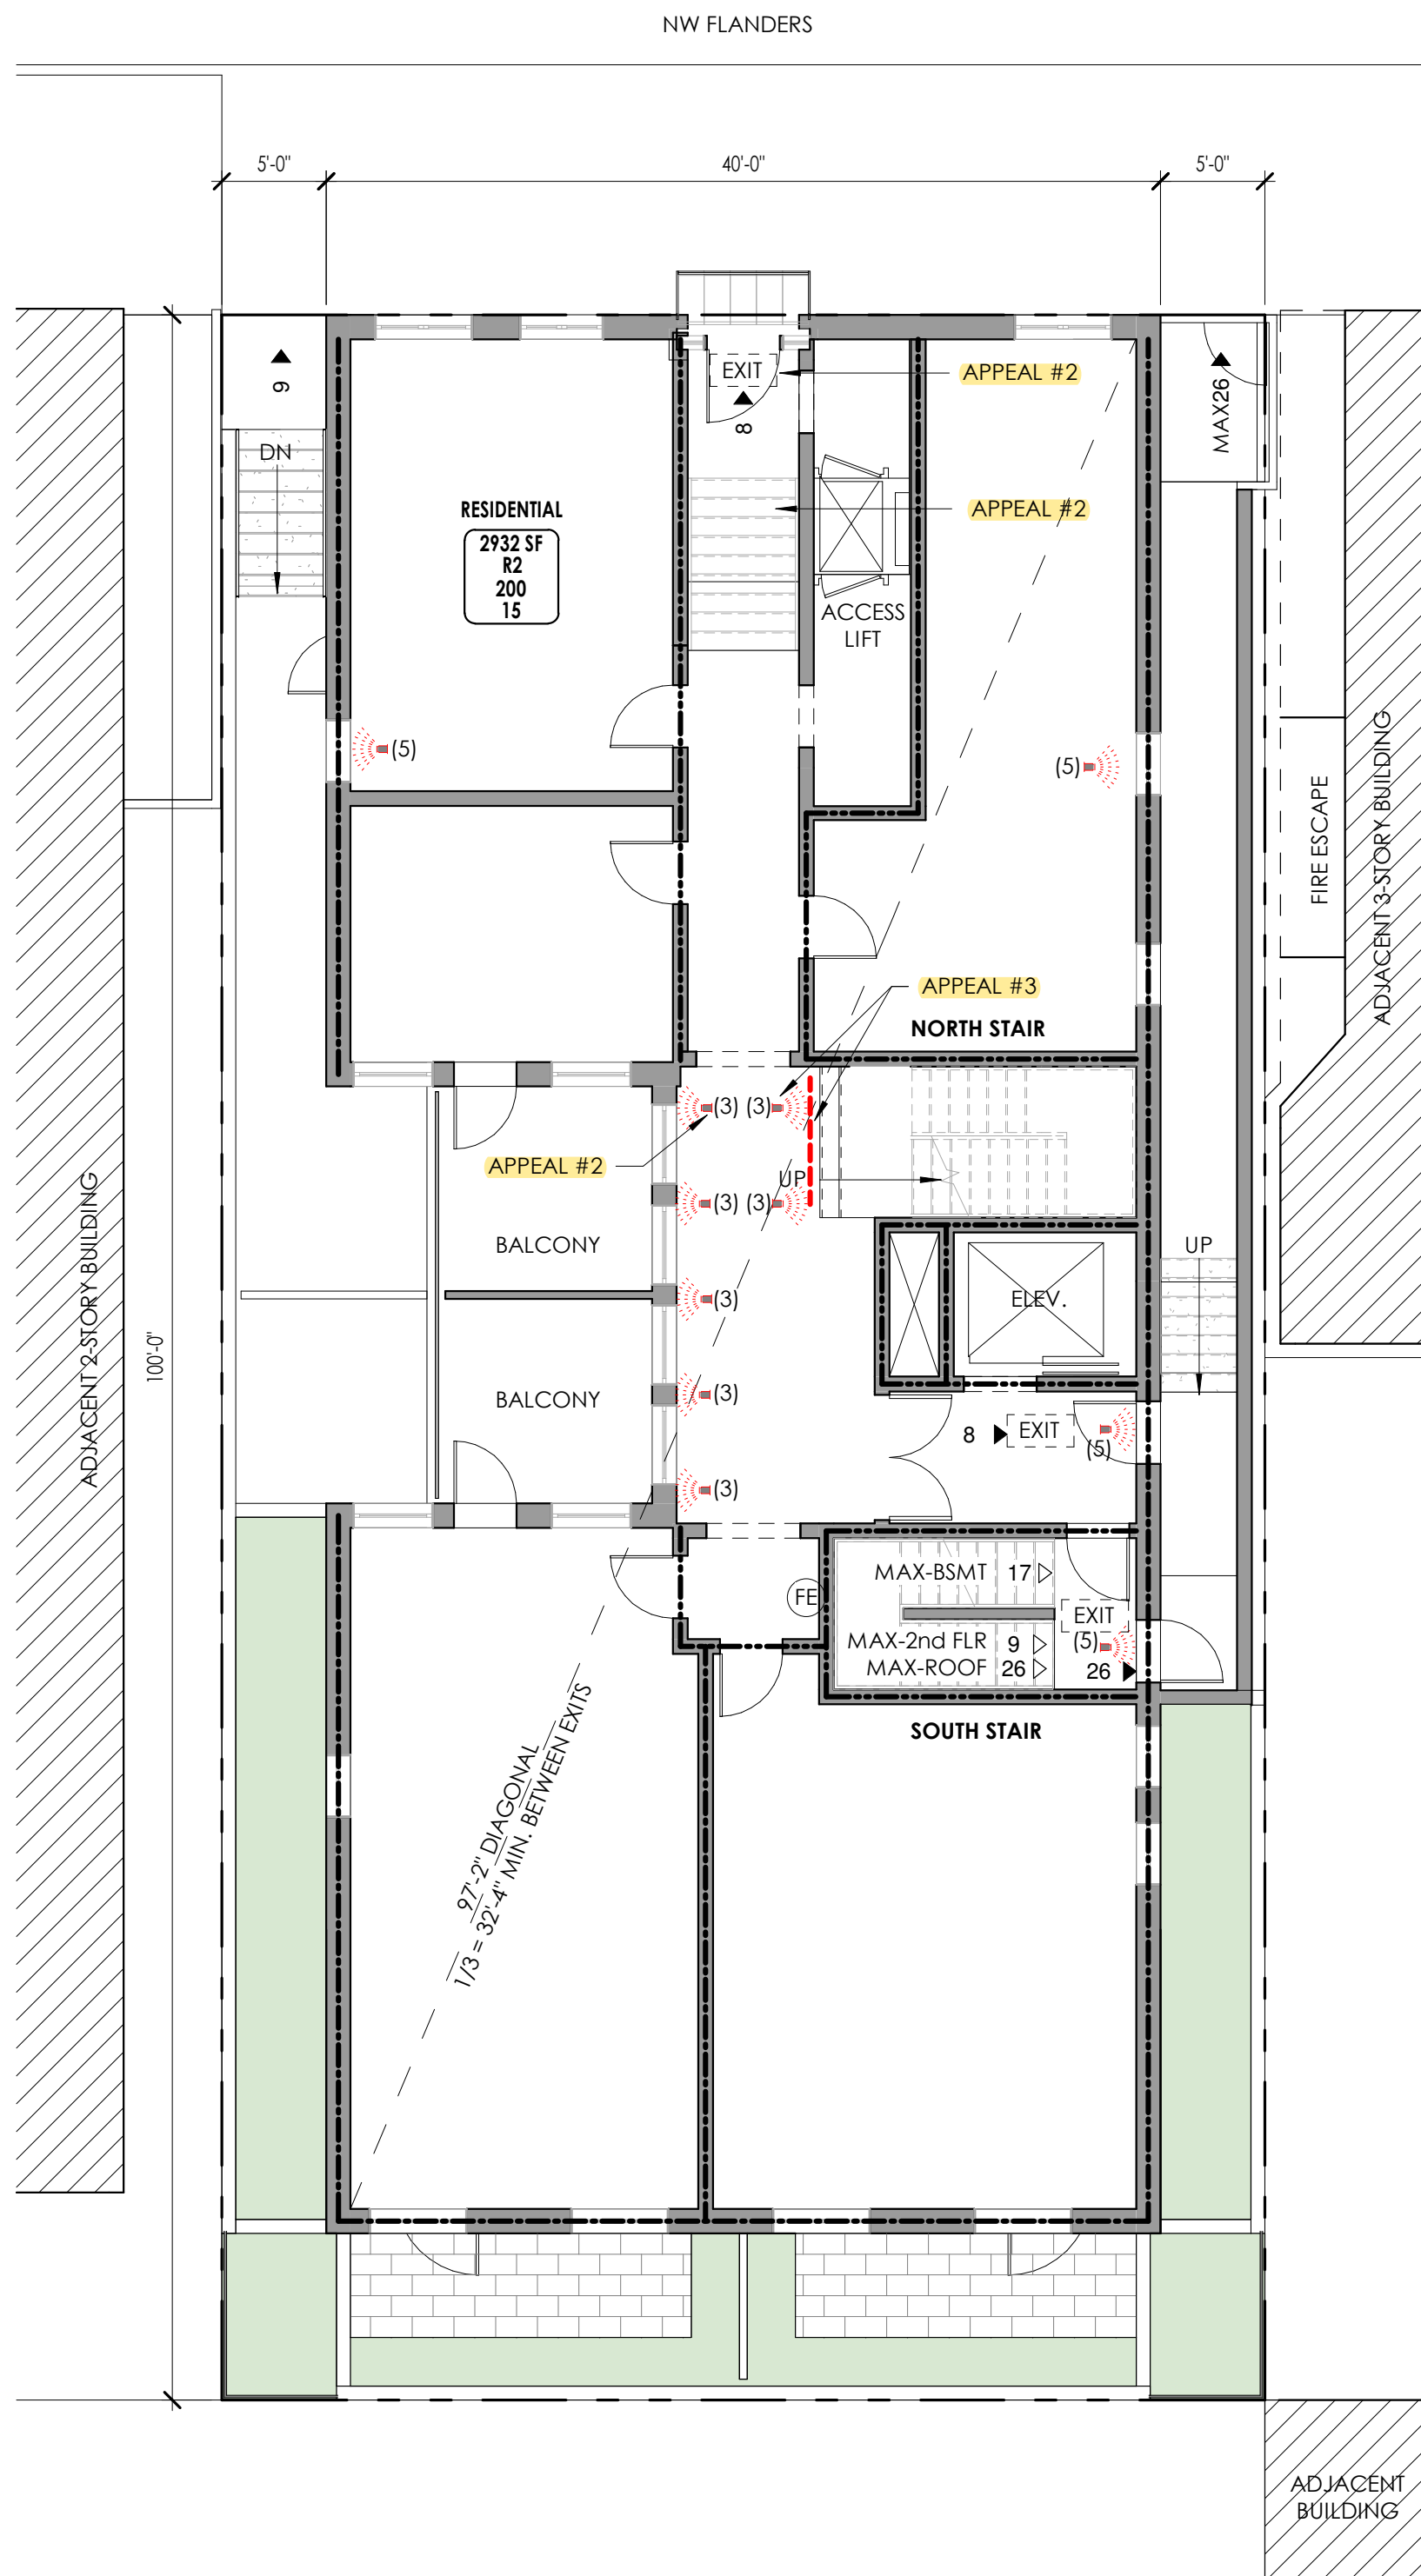 NW FLANDERS
5'-0"
40'-0"
5'-0"
EXIT
APPEAL #2
8
9
MAX26
DN
RESIDENTIAL
2932 SF
R2
200
15
APPEAL #2
ACCESS
LIFT
(5)
(5)
FIRE ESCAPE
ADJACENT 3-STORY BUILDING
APPEAL #3
NORTH STAIR
(3) (3)
APPEAL #2
UP
(3) (3)
BALCONY
UP
ELEV.
(3)
ADJACENT 2-STORY BUILDING
100'-0"
BALCONY
(3)
8
EXIT
(5)
(3)
MAX-BSMT 17
FE
EXIT
MAX-2nd FLR 9
(5)
MAX-ROOF 26
26
SOUTH STAIR
97'-2" DIAGONAL
1/3 = 32'-4" MIN. BETWEEN EXITS
ADJACENT
BUILDING